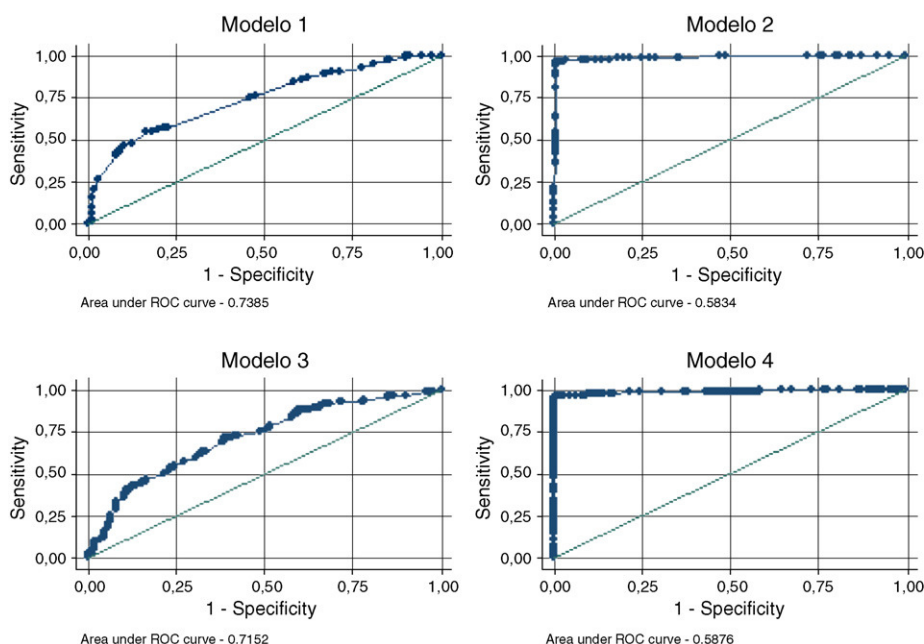 Modelo 1
1,00
0,75
0,50
0,25
0,00
Sensitivity
0,00 0,25 0,50 0,75 1,00
1 - Specificity
Area under ROC curve - 0.7385
Modelo 2
1,00
0,75
0,50
0,25
0,00
Sensitivity
0,00 0,25 0,50 0,75 1,00
1 - Specificity
Area under ROC curve - 0.5834
Modelo 3
1,00
0,75
0,50
0,25
0,00
Sensitivity
0,00 0,25 0,50 0,75 1,00
1 - Specificity
Area under ROC curve - 0.7152
Modelo 4
1,00
0,75
0,50
0,25
0,00
Sensitivity
0,00 0,25 0,50 0,75 1,00
1 - Specificity
Area under ROC curve - 0.5876